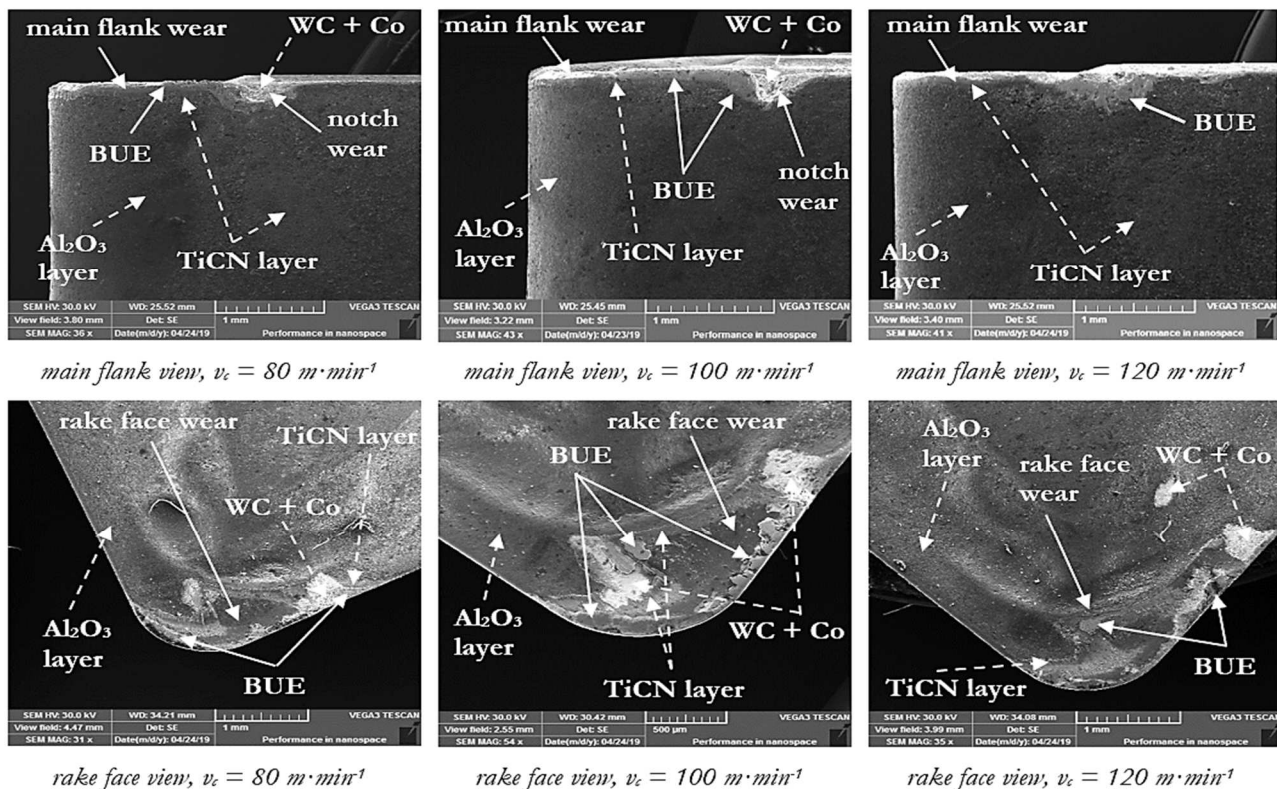 main flank wear
WC + Co
BUE
notch
wear
Al₂O₃
layer
TiCN layer
SEM HV: 30.0 kV WD: 25.52 mm VEGA3 TESCAN
View field: 3.80 mm Det: SE 1 mm
SEM MAG: 36 x Date(m/d/y): 04/24/19 Performance in nanospace
main flank view, v꜀ = 80 m·min⁻¹
main flank wear
WC + Co
BUE
notch
wear
Al₂O₃
layer
TiCN layer
SEM HV: 30.0 kV WD: 25.45 mm VEGA3 TESCAN
View field: 3.22 mm Det: SE 1 mm
SEM MAG: 43 x Date(m/d/y): 04/23/19 Performance in nanospace
main flank view, v꜀ = 100 m·min⁻¹
main flank wear
BUE
Al₂O₃
layer
TiCN layer
SEM HV: 30.0 kV WD: 25.52 mm VEGA3 TESCAN
View field: 3.40 mm Det: SE 1 mm
SEM MAG: 41 x Date(m/d/y): 04/24/19 Performance in nanospace
main flank view, v꜀ = 120 m·min⁻¹
rake face wear
TiCN layer
WC + Co
Al₂O₃
layer
BUE
SEM HV: 30.0 kV WD: 34.21 mm VEGA3 TESCAN
View field: 4.47 mm Det: SE 1 mm
SEM MAG: 31 x Date(m/d/y): 04/24/19 Performance in nanospace
rake face view, v꜀ = 80 m·min⁻¹
rake face wear
BUE
Al₂O₃
layer
WC + Co
TiCN layer
SEM HV: 30.0 kV WD: 30.42 mm VEGA3 TESCAN
View field: 2.55 mm Det: SE 500 µm
SEM MAG: 54 x Date(m/d/y): 04/24/19 Performance in nanospace
rake face view, v꜀ = 100 m·min⁻¹
Al₂O₃
layer
rake face
wear
WC + Co
TiCN layer
BUE
SEM HV: 30.0 kV WD: 34.08 mm VEGA3 TESCAN
View field: 3.99 mm Det: SE 1 mm
SEM MAG: 35 x Date(m/d/y): 04/24/19 Performance in nanospace
rake face view, v꜀ = 120 m·min⁻¹